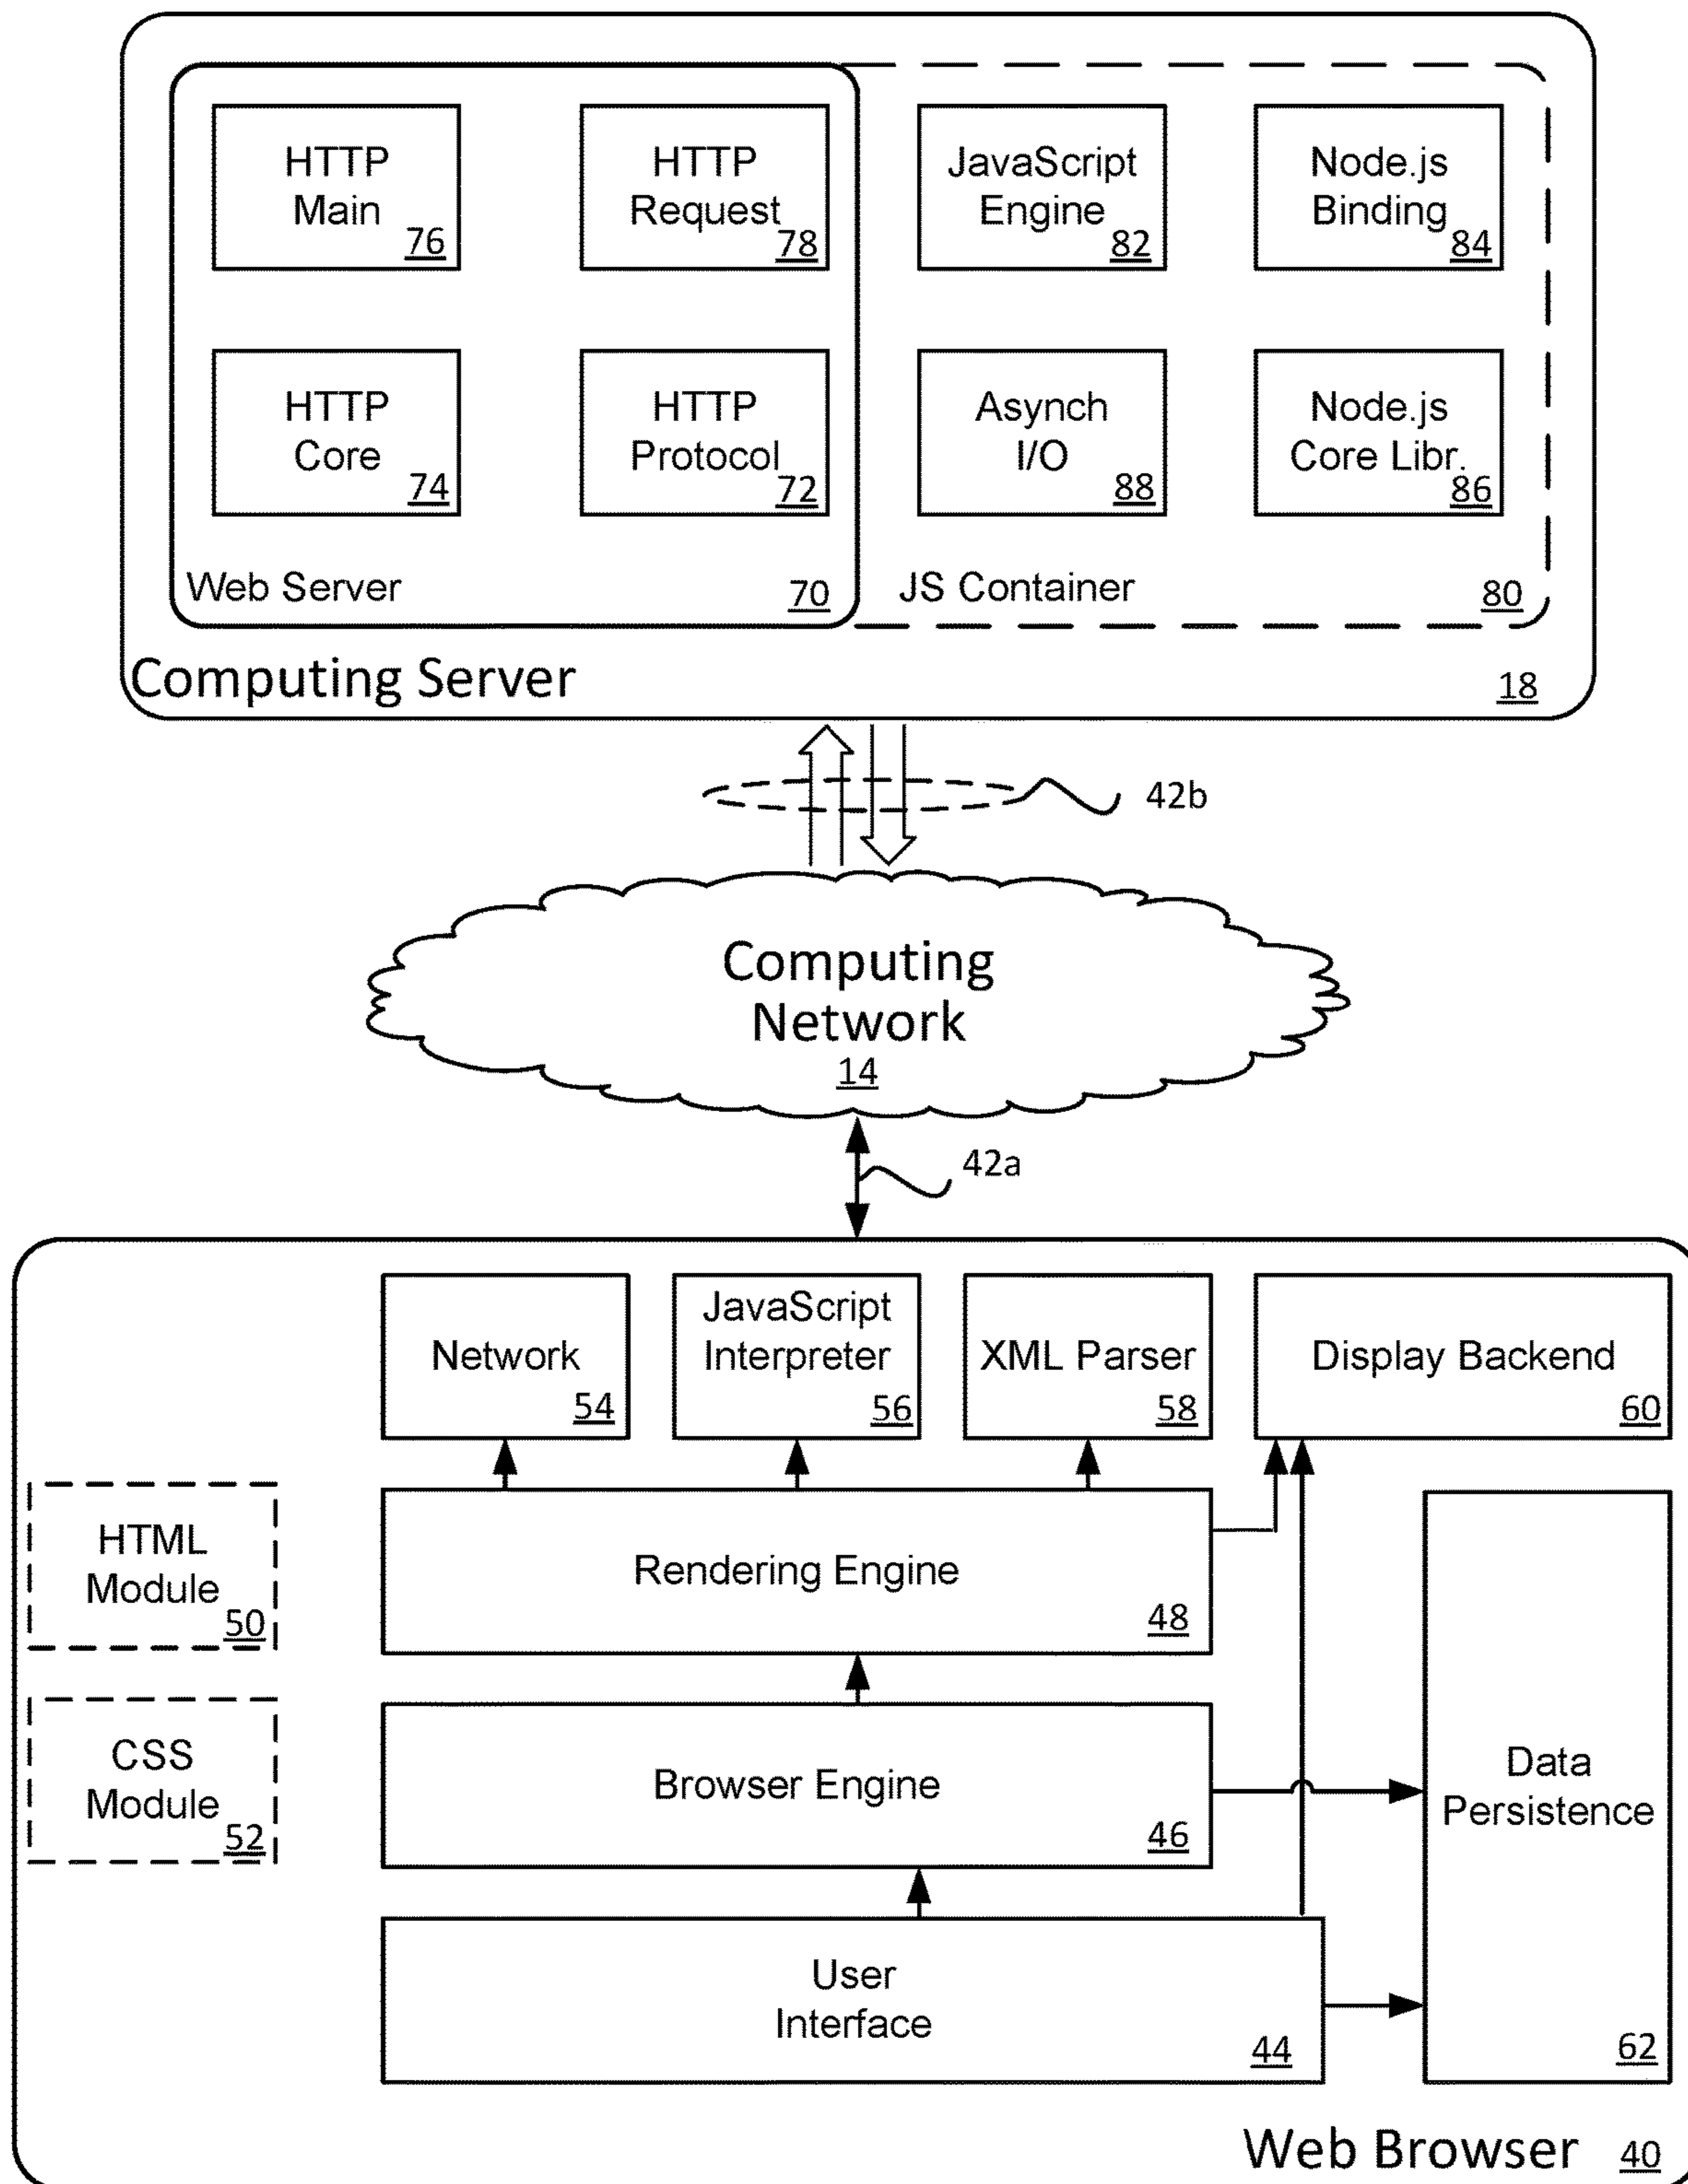 HTTP
Main
76
HTTP
Request
78
JavaScript
Engine
82
Node.js
Binding
84
HTTP
Core
74
HTTP
Protocol
72
Asynch
I/O
88
Node.js
Core Libr.
86
Web Server
70
JS Container
80
Computing Server
18
42b
Computing
Network
14
42a
Network
54
JavaScript
Interpreter
56
XML Parser
58
Display Backend
60
HTML
Module
50
Rendering Engine
48
CSS
Module
52
Browser Engine
46
Data
Persistence
62
User
Interface
44
Web Browser
40